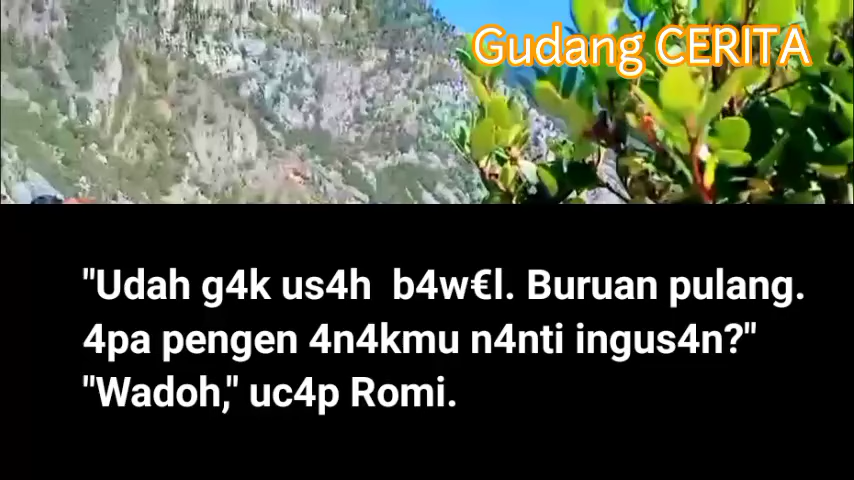 Gudang CERITA
"Udah g4k us4h b4w€l. Buruan pulang.
4pa pengen 4n4kmu n4nti ingus4n?"
"Wadoh," uc4p Romi.